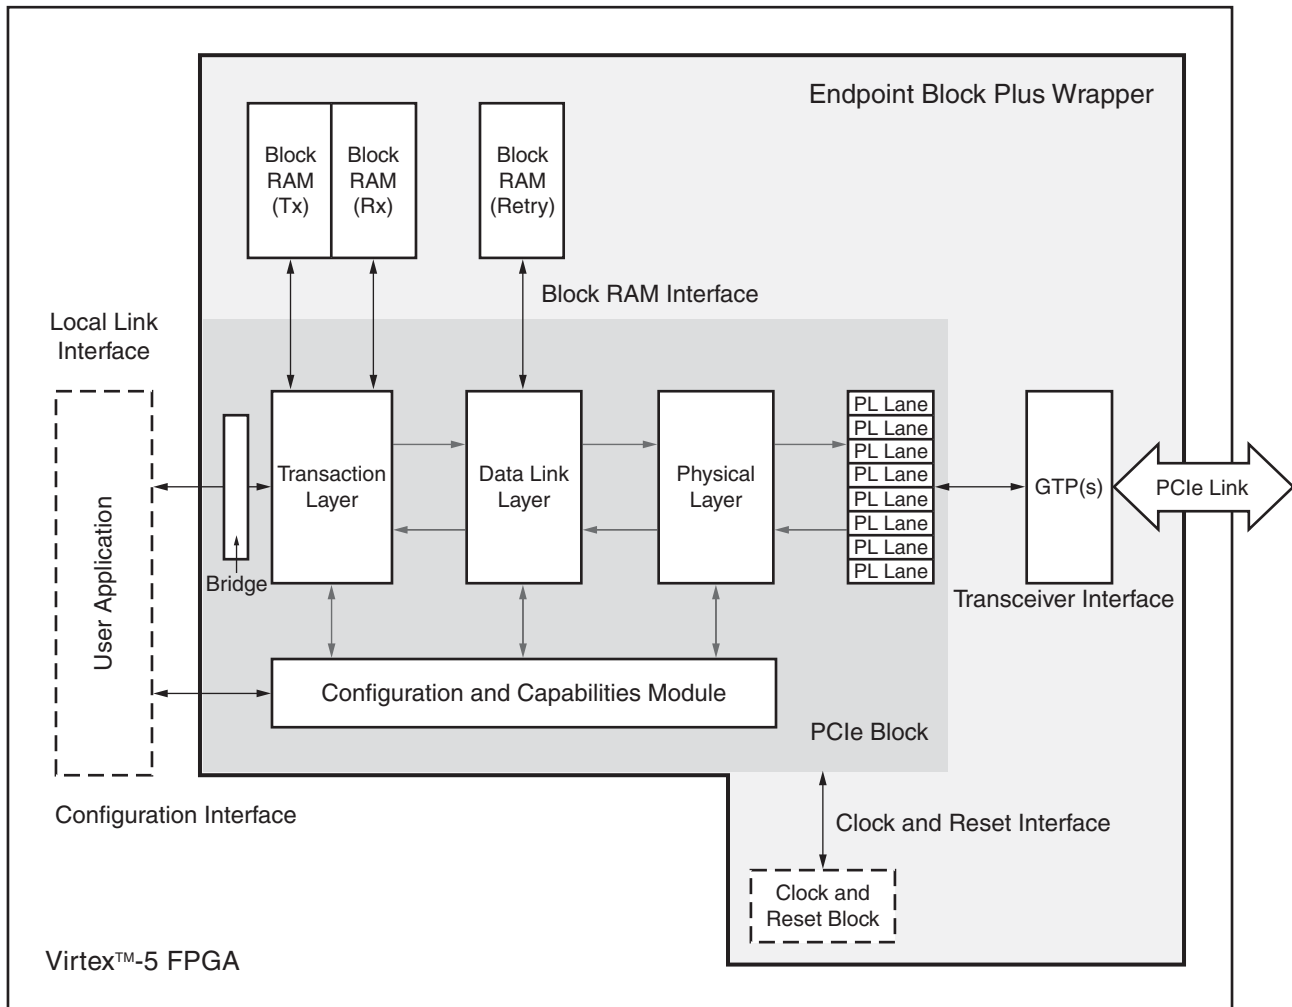 Endpoint Block Plus Wrapper
Block
RAM
(Tx)
Block
RAM
(Rx)
Block
RAM
(Retry)
Block RAM Interface
Local Link
Interface
User Application
Bridge
Transaction
Layer
Data Link
Layer
Physical
Layer
PL Lane
PL Lane
PL Lane
PL Lane
PL Lane
PL Lane
PL Lane
PL Lane
GTP(s)
PCIe Link
Transceiver Interface
Configuration and Capabilities Module
PCIe Block
Configuration Interface
Clock and Reset Interface
Clock and
Reset Block
Virtex™-5 FPGA